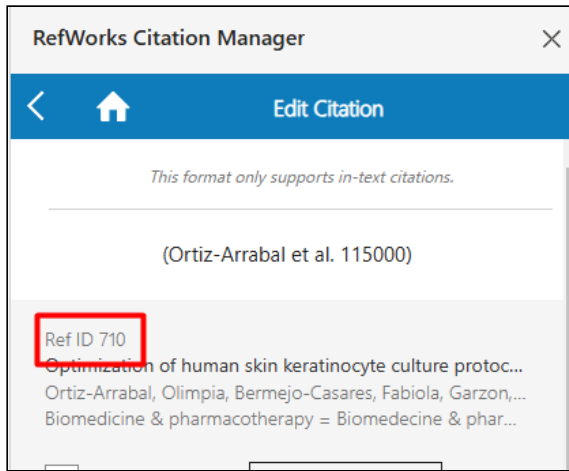 RefWorks Citation Manager
Edit Citation
This format only supports in-text citations.
(Ortiz-Arrabal et al. 115000)
Ref ID 710
Optimization of human skin keratinocyte culture protoc...
Ortiz-Arrabal, Olimpia, Bermejo-Casares, Fabiola, Garzon,...
Biomedicine & pharmacotherapy = Biomedecine & phar...